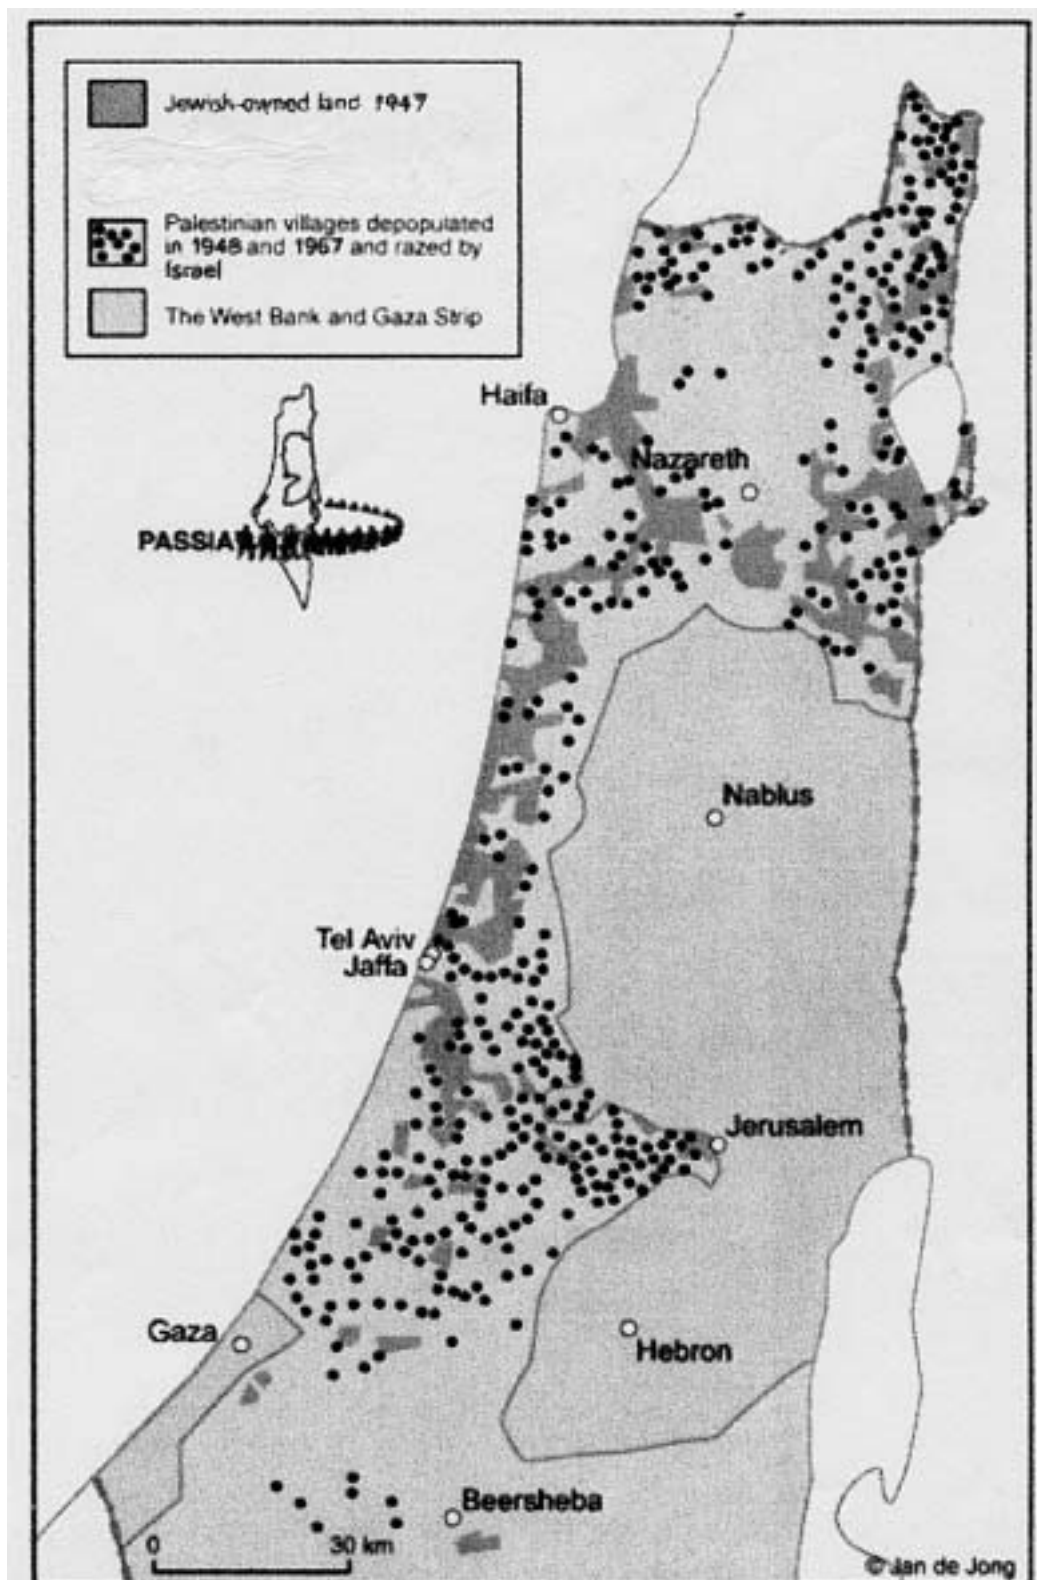 Jewish-owned land 1947
Palestinian villages depopulated
in 1948 and 1967 and razed by
Israel
The West Bank and Gaza Strip
Haifa
Nazareth
PASSIA
Nablus
Tel Aviv
Jaffa
Jerusalem
Gaza
Hebron
Beersheba
0 30 km
© Jan de Jong